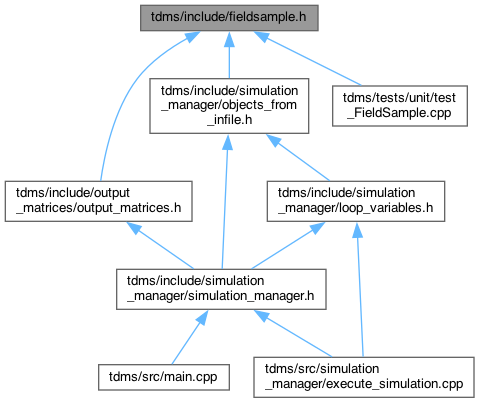 tdms/include/fieldsample.h
tdms/include/simulation
_manager/objects_from
_infile.h
tdms/tests/unit/test
_FieldSample.cpp
tdms/include/output
_matrices/output_matrices.h
tdms/include/simulation
_manager/loop_variables.h
tdms/include/simulation
_manager/simulation_manager.h
tdms/src/main.cpp
tdms/src/simulation
_manager/execute_simulation.cpp